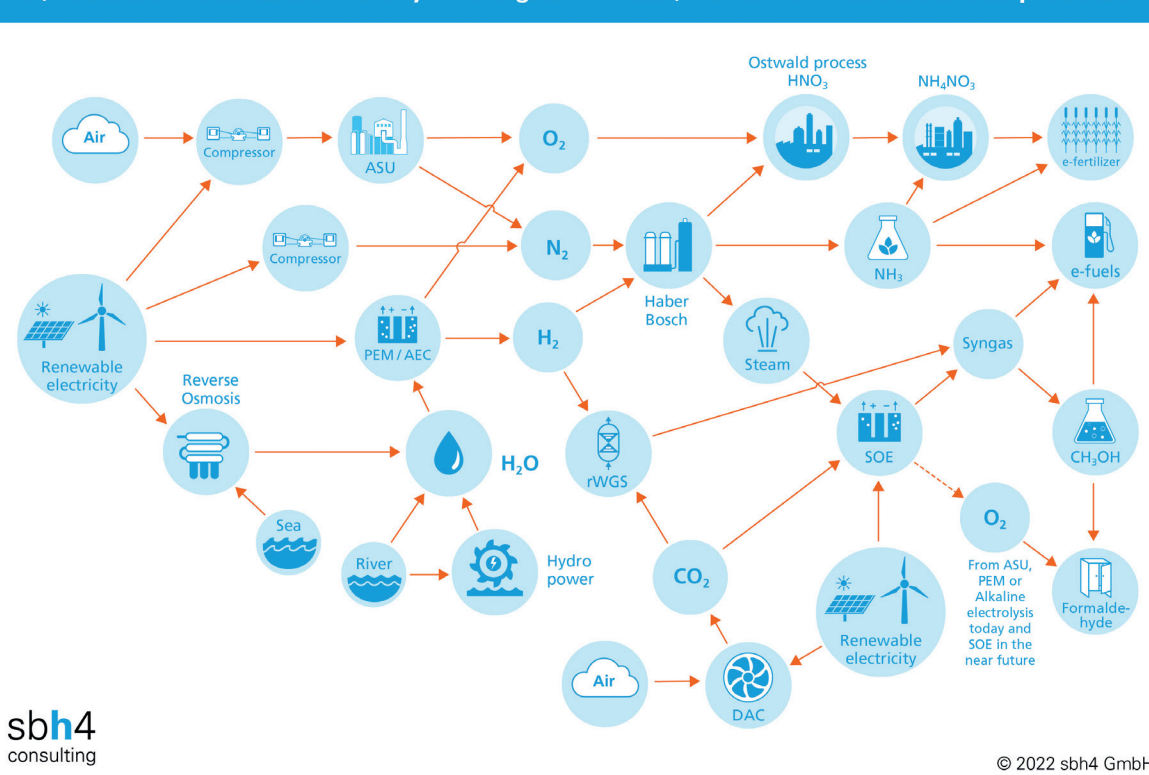 Ostwald process
HNO₃
NH₄NO₃
Air
Compressor
ASU
O₂
e-fertilizer
Compressor
N₂
Haber
Bosch
NH₃
e-fuels
Renewable
electricity
PEM / AEC
H₂
Steam
Syngas
Reverse
Osmosis
H₂O
rWGS
SOE
CH₃OH
Sea
River
Hydro
power
CO₂
O₂
From ASU,
PEM or
Alkaline
electrolysis
today and
SOE in the
near future
Formalde-
hyde
Renewable
electricity
Air
DAC
sbh4
consulting
© 2022 sbh4 GmbH